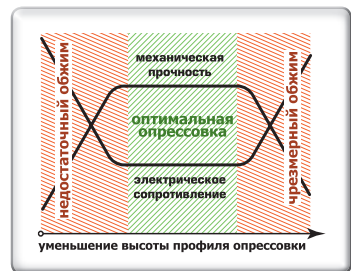 механическая
прочность
недостаточный обжим
чрезмерный обжим
оптимальная
опрессовка
электрическое
сопротивление
уменьшение высоты профиля опрессовки